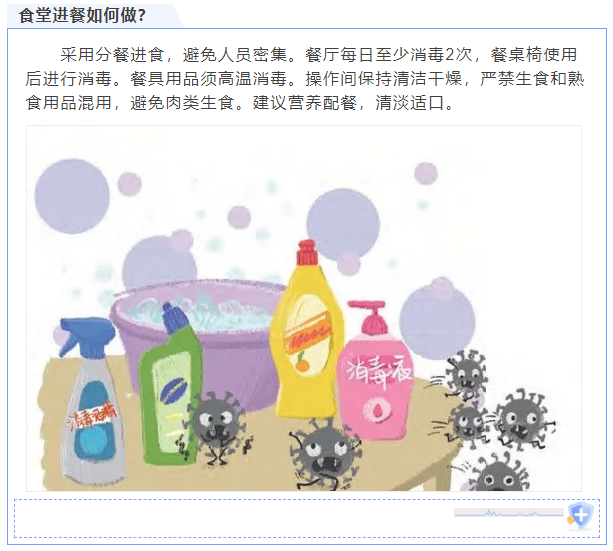 食堂进餐如何做？
采用分餐进食，避免人员密集。餐厅每日至少消毒2次，餐桌椅使用
后进行消毒。餐具用品须高温消毒。操作间保持清洁干燥，严禁生食和熟
食用品混用，避免肉类生食。建议营养配餐，清淡适口。
消毒液
消毒酒精